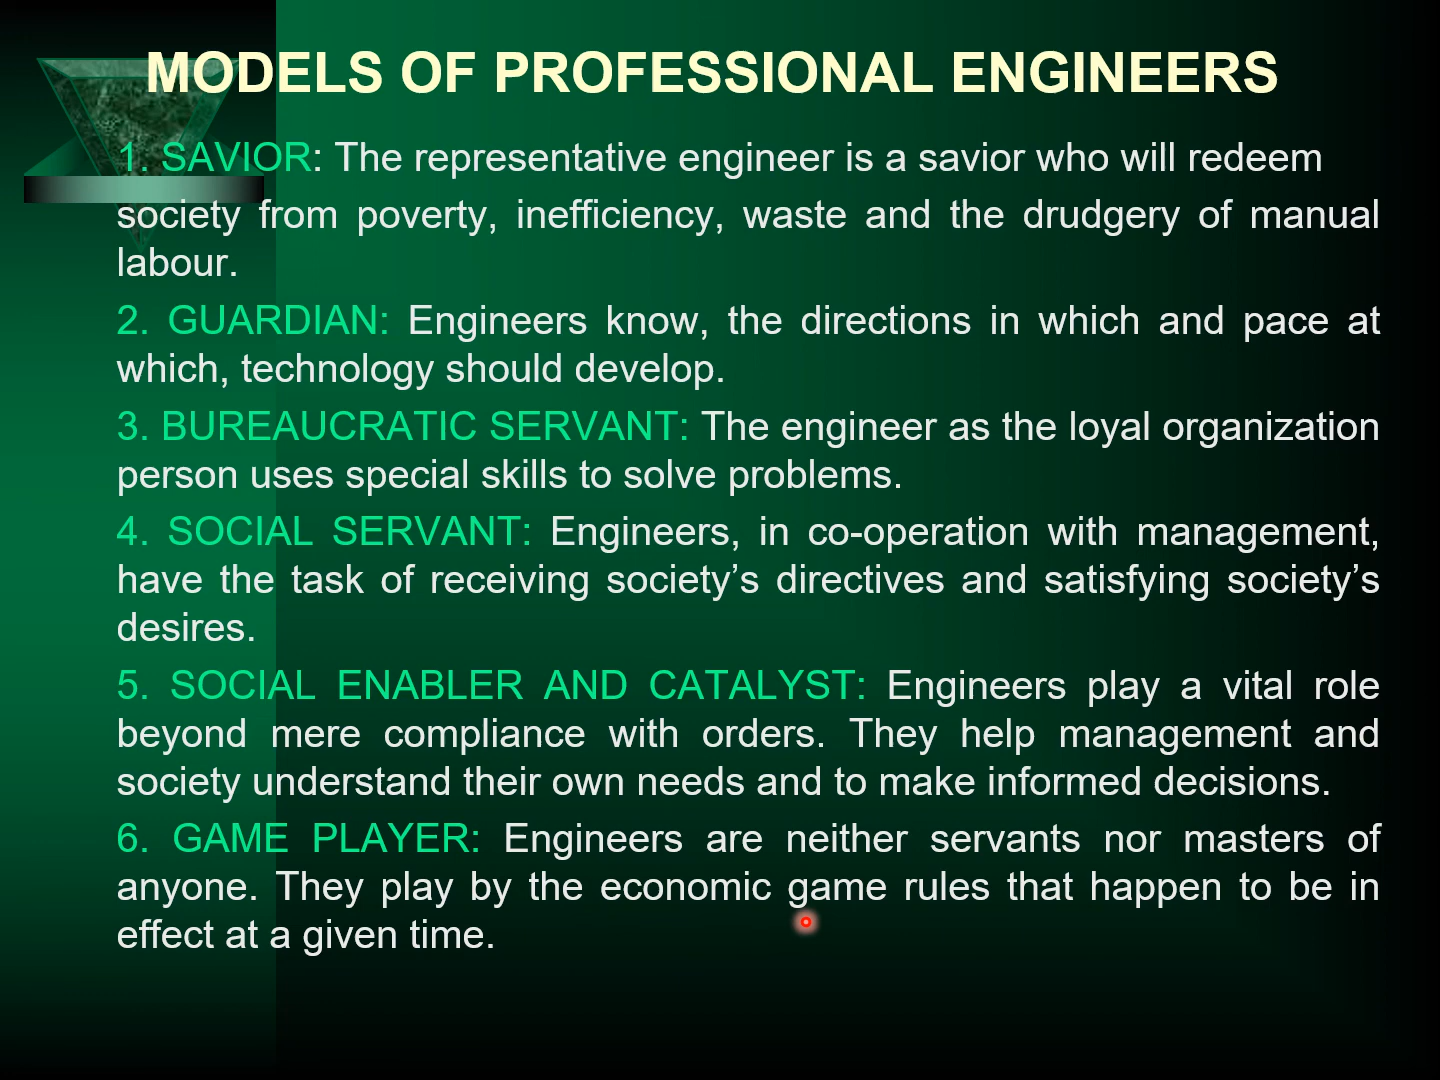 MODELS OF PROFESSIONAL ENGINEERS
1. SAVIOR: The representative engineer is a savior who will redeem
society from poverty, inefficiency, waste and the drudgery of manual
labour.
2. GUARDIAN: Engineers know, the directions in which and pace at
which, technology should develop.
3. BUREAUCRATIC SERVANT: The engineer as the loyal organization
person uses special skills to solve problems.
4. SOCIAL SERVANT: Engineers, in co-operation with management,
have the task of receiving society’s directives and satisfying society’s
desires.
5. SOCIAL ENABLER AND CATALYST: Engineers play a vital role
beyond mere compliance with orders. They help management and
society understand their own needs and to make informed decisions.
6. GAME PLAYER: Engineers are neither servants nor masters of
anyone. They play by the economic game rules that happen to be in
effect at a given time.